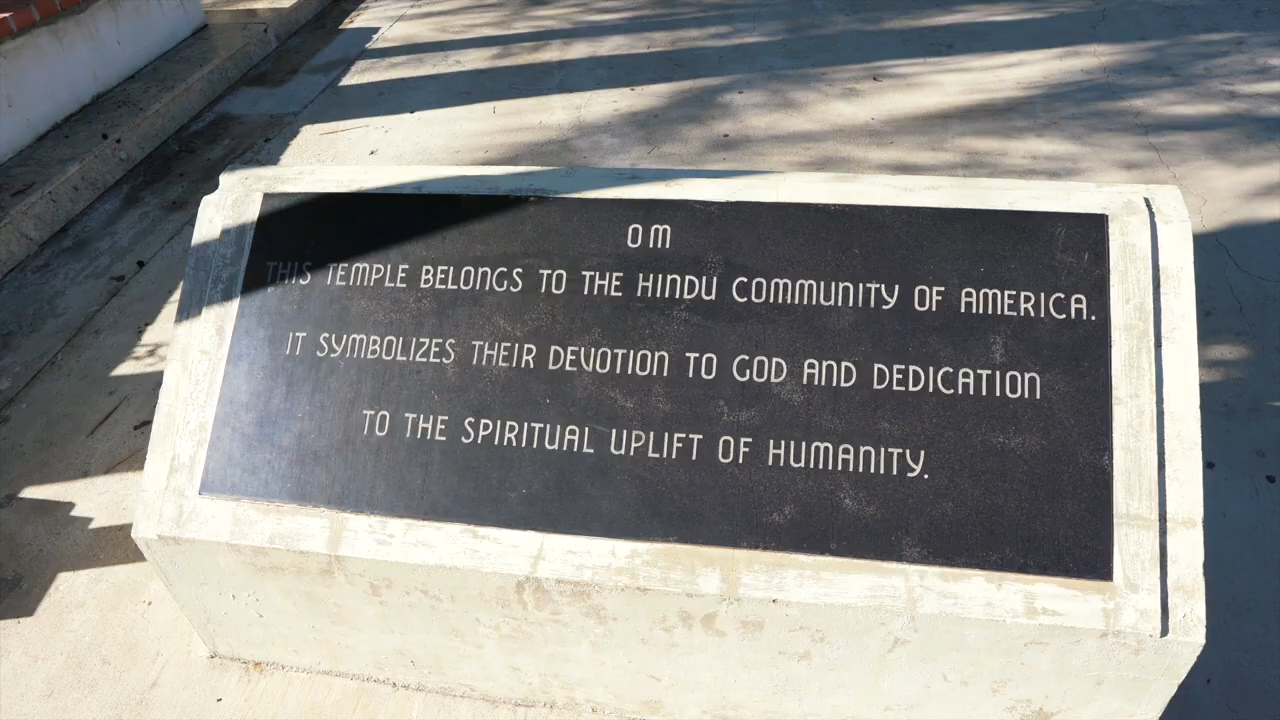 OM
THIS TEMPLE BELONGS TO THE HINDU COMMUNITY OF AMERICA.
IT SYMBOLIZES THEIR DEVOTION TO GOD AND DEDICATION
TO THE SPIRITUAL UPLIFT OF HUMANITY.